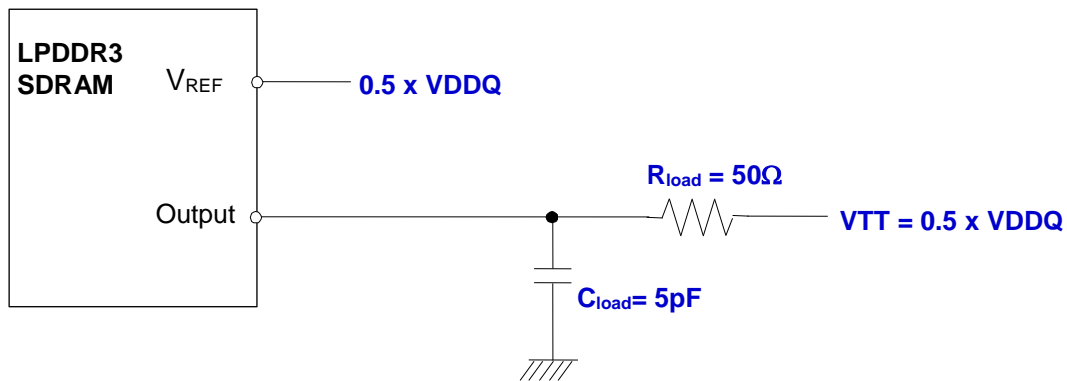 LPDDR3
SDRAM
VREF
0.5 x VDDQ
Rload = 50Ω
Output
VTT = 0.5 x VDDQ
Cload= 5pF